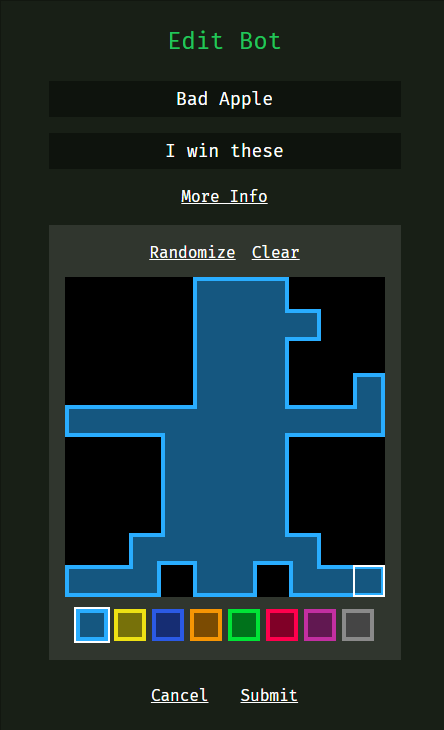 Edit Bot
Bad Apple
I win these
More Info
Randomize Clear
Cancel Submit